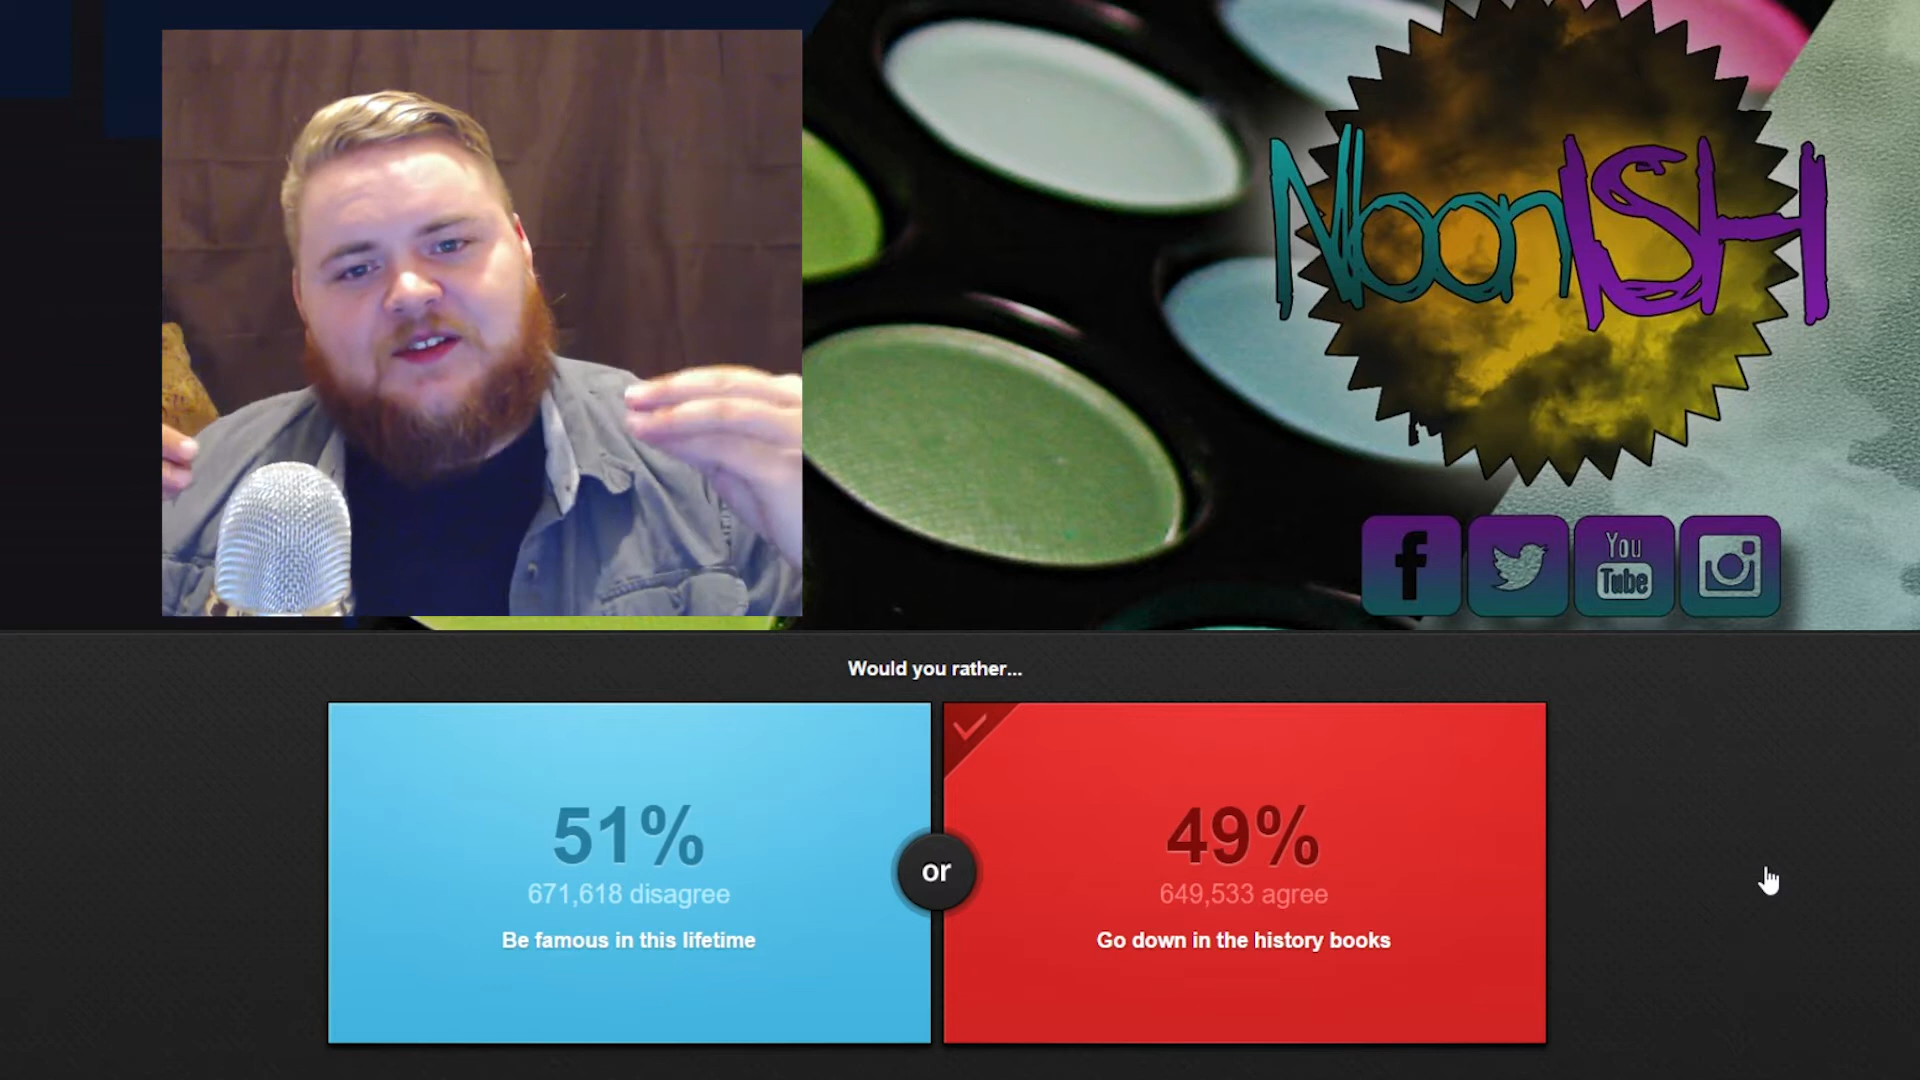 NoonISH
f
You
Tube
Would you rather...
51%
671,618 disagree
Be famous in this lifetime
or
49%
649,533 agree
Go down in the history books